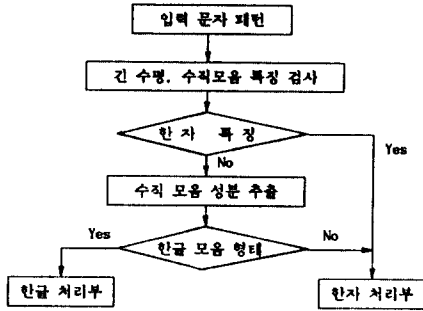 입력 문자 패턴
긴 수평, 수직모음 특징 검사
한 자 특 징
Yes
No
수직 모음 성분 추출
Yes
한글 모음 형태
No
한글 처리부
한자 처리부